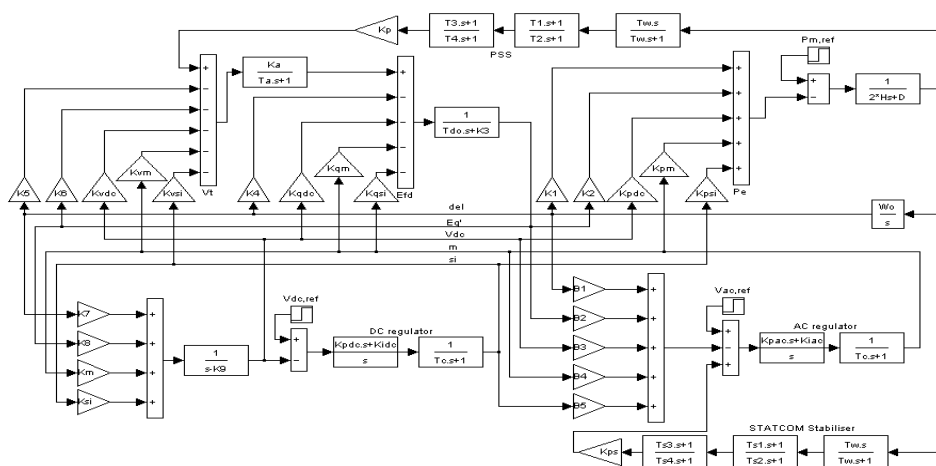 Kp
T3.s+1
T4.s+1
T1.s+1
T2.s+1
Tw.s
Tw.s+1
PSS
Pm,ref
Ka
Ta.s+1
1
Tdo.s+K3
1
2*Hs+D
K5
K6
Kvdc
Kvm
Kvsi
Vt
K4
Kqdc
Kqm
Kqsi
Efd
K1
K2
Kpdc
Kpm
Kpsi
Pe
del
Eq'
Vdc
m
si
Wo
s
K7
K8
Km
Ksi
1
s-K9
Vdc,ref
DC regulator
Kpdc.s+Kidc
s
1
Tc.s+1
B1
B2
B3
B4
B5
Vac,ref
AC regulator
Kpac.s+Kiac
s
1
Tc.s+1
STATCOM Stabiliser
Kps
Ts3.s+1
Ts4.s+1
Ts1.s+1
Ts2.s+1
Tw.s
Tw.s+1